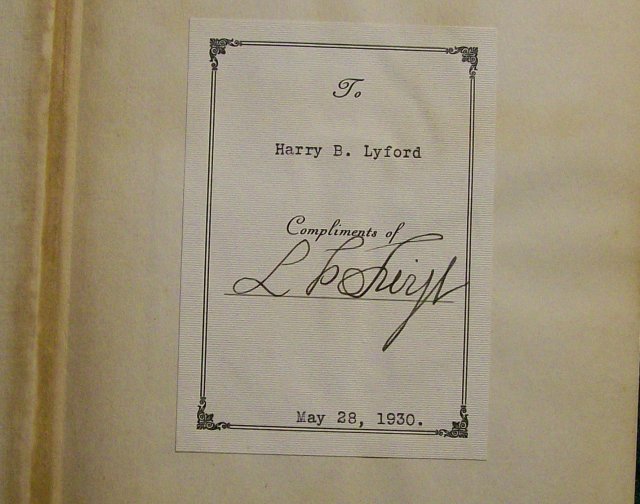 To
Harry B. Lyford
Compliments of
May 28, 1930.